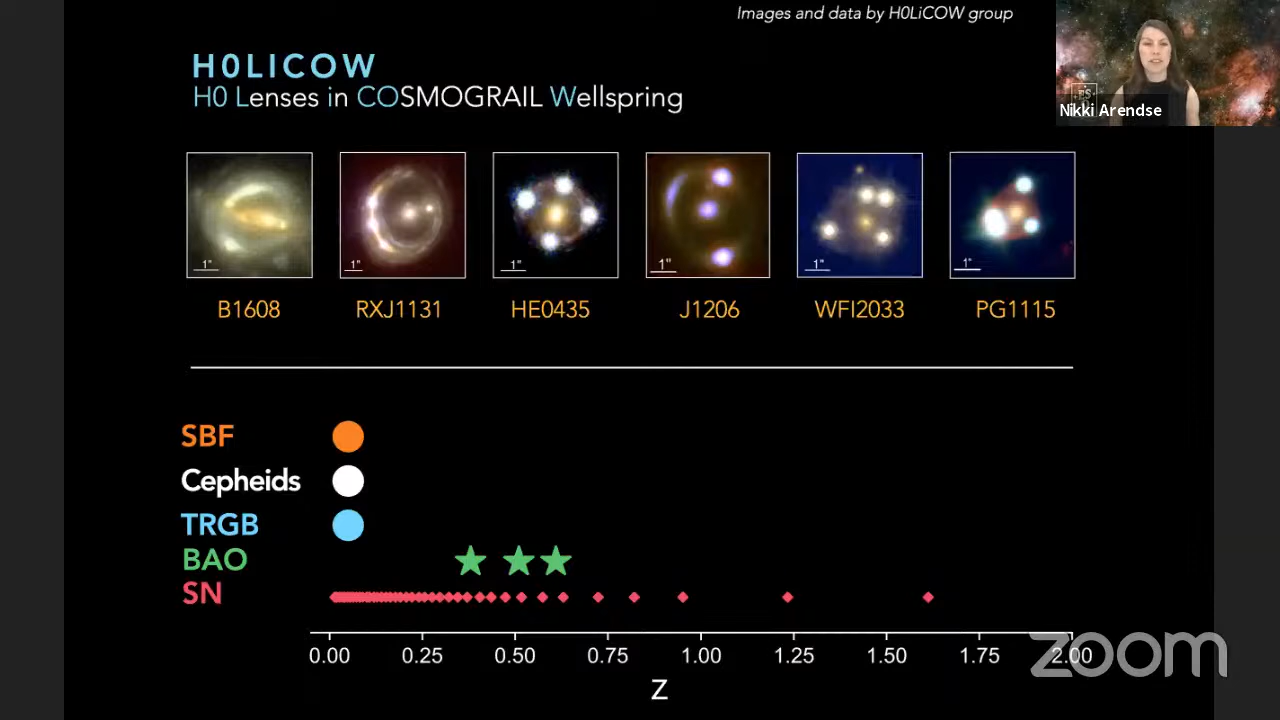 Images and data by H0LiCOW group
H0LICOW
H0 Lenses in COSMOGRAIL Wellspring
Nikki Arendse
1" 1" 1" 1" 1" 1"
B1608 RXJ1131 HE0435 J1206 WFI2033 PG1115
SBF
Cepheids
TRGB
BAO
SN
0.00 0.25 0.50 0.75 1.00 1.25 1.50 1.75 2.00
Z
zoom